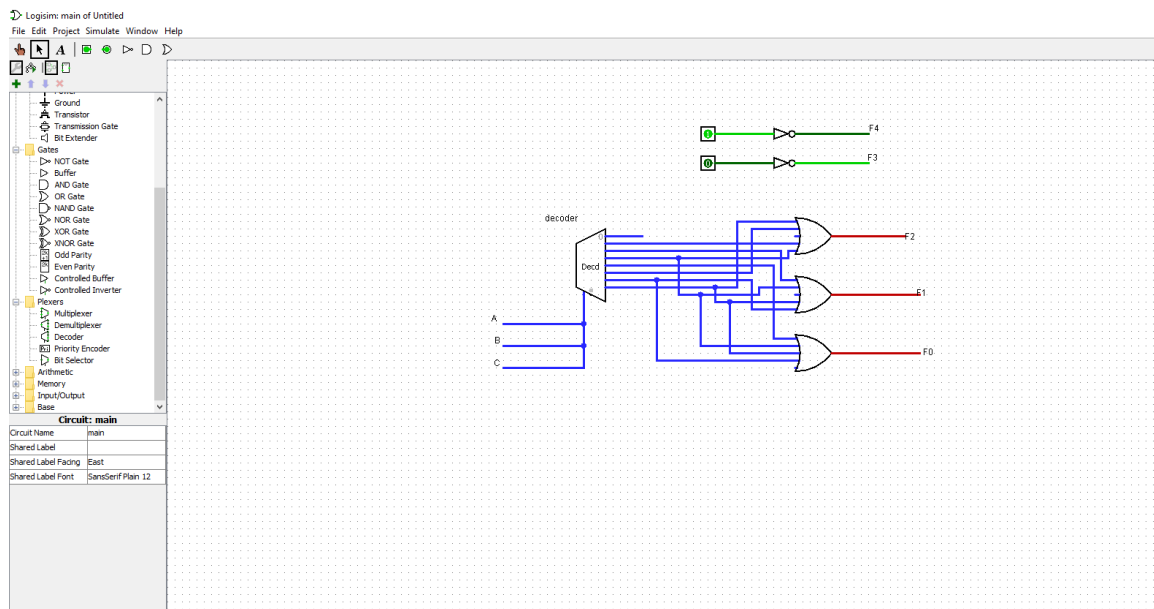 Logisim: main of Untitled
File Edit Project Simulate Window Help
A
Power
Ground
Transistor
Transmission Gate
Bit Extender
Gates
NOT Gate
Buffer
AND Gate
OR Gate
NAND Gate
NOR Gate
XOR Gate
XNOR Gate
Odd Parity
Even Parity
Controlled Buffer
Controlled Inverter
Plexers
Multiplexer
Demultiplexer
Decoder
Priority Encoder
Bit Selector
Arithmetic
Memory
Input/Output
Base
Circuit: main
Circuit Name main
Shared Label
Shared Label Facing East
Shared Label Font SansSerif Plain 12
1 F4
0 F3
decoder
0
Decd
F2
F1
F0
A
B
C